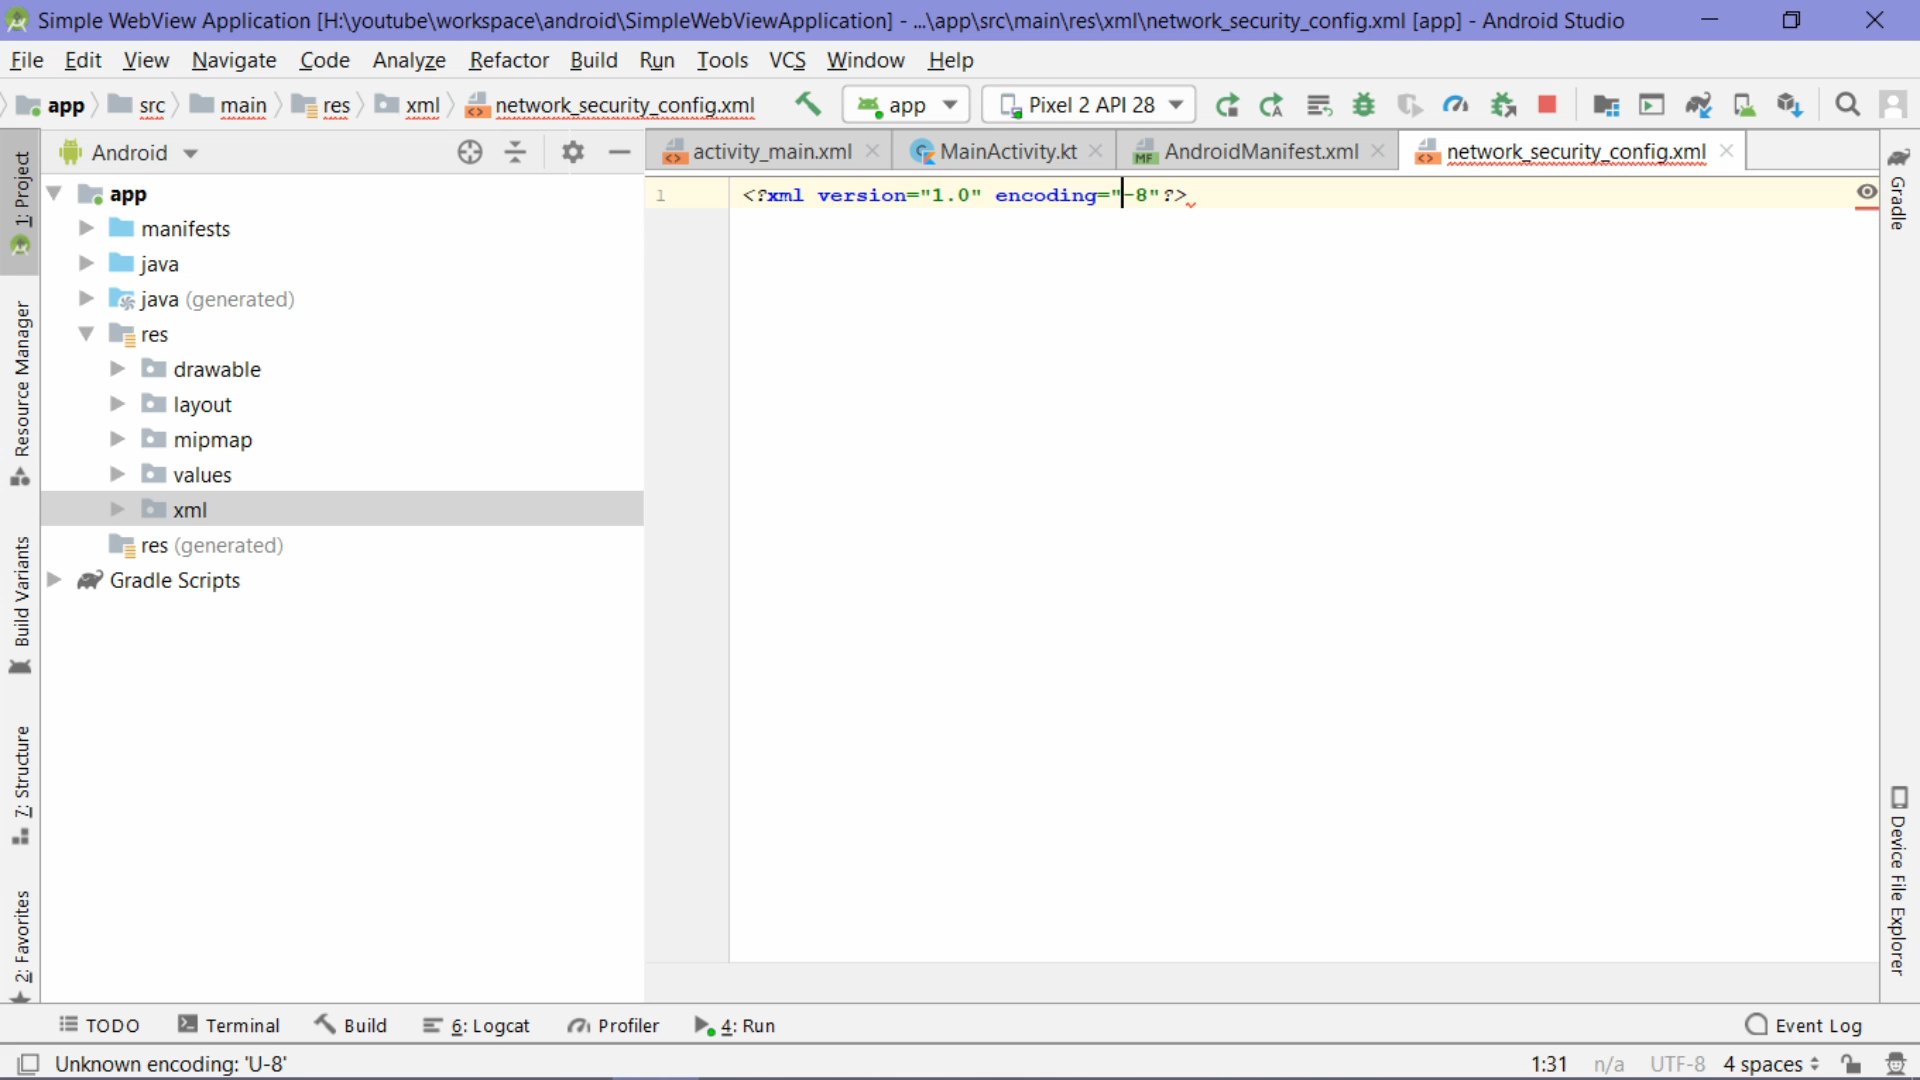 Simple WebView Application [H:\youtube\workspace\android\SimpleWebViewApplication] - ...\app\src\main\res\xml\network_security_config.xml [app] - Android Studio
File Edit View Navigate Code Analyze Refactor Build Run Tools VCS Window Help
app src main res xml network_security_config.xml app Pixel 2 API 28
Android
activity_main.xml MainActivity.kt AndroidManifest.xml network_security_config.xml
1 <?xml version="1.0" encoding="-8"?>
app
manifests
java
java (generated)
res
drawable
layout
mipmap
values
xml
res (generated)
Gradle Scripts
1: Project
Resource Manager
Build Variants
7: Structure
2: Favorites
Gradle
Device File Explorer
TODO Terminal Build 6: Logcat Profiler 4: Run Event Log
Unknown encoding: 'U-8' 1:31 n/a UTF-8 4 spaces